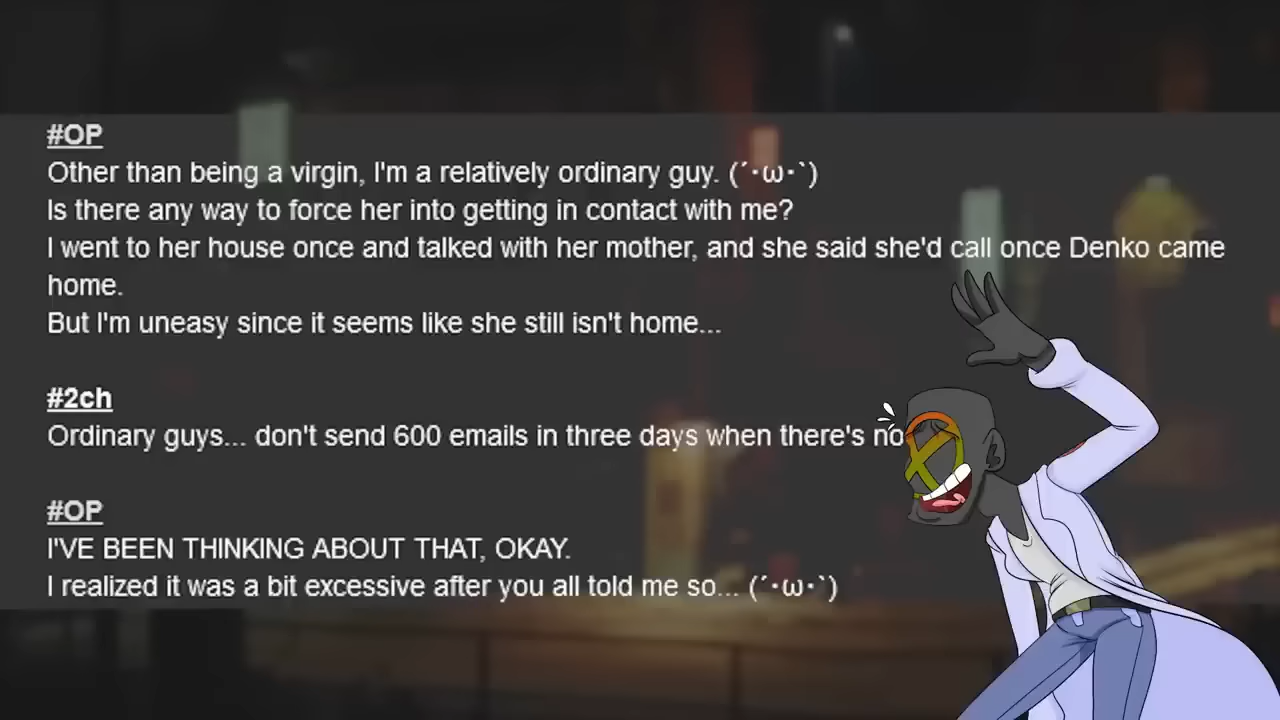 #OP
Other than being a virgin, I'm a relatively ordinary guy. (´･ω･`)
Is there any way to force her into getting in contact with me?
I went to her house once and talked with her mother, and she said she'd call once Denko came
home.
But I'm uneasy since it seems like she still isn't home...
#2ch
Ordinary guys... don't send 600 emails in three days when there's no
#OP
I'VE BEEN THINKING ABOUT THAT, OKAY.
I realized it was a bit excessive after you all told me so... (´･ω･`)